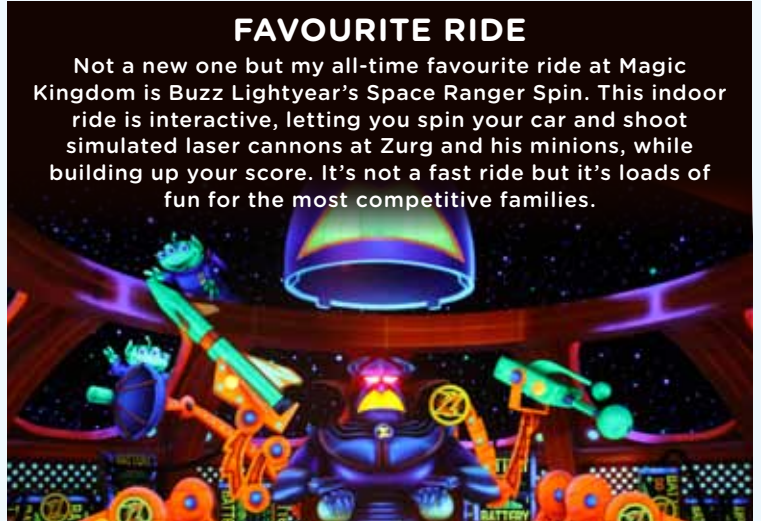 FAVOURITE RIDE
Not a new one but my all-time favourite ride at Magic
Kingdom is Buzz Lightyear's Space Ranger Spin. This indoor
ride is interactive, letting you spin your car and shoot
simulated laser cannons at Zurg and his minions, while
building up your score. It's not a fast ride but it's loads of
fun for the most competitive families.
BATTERY
BATTERY